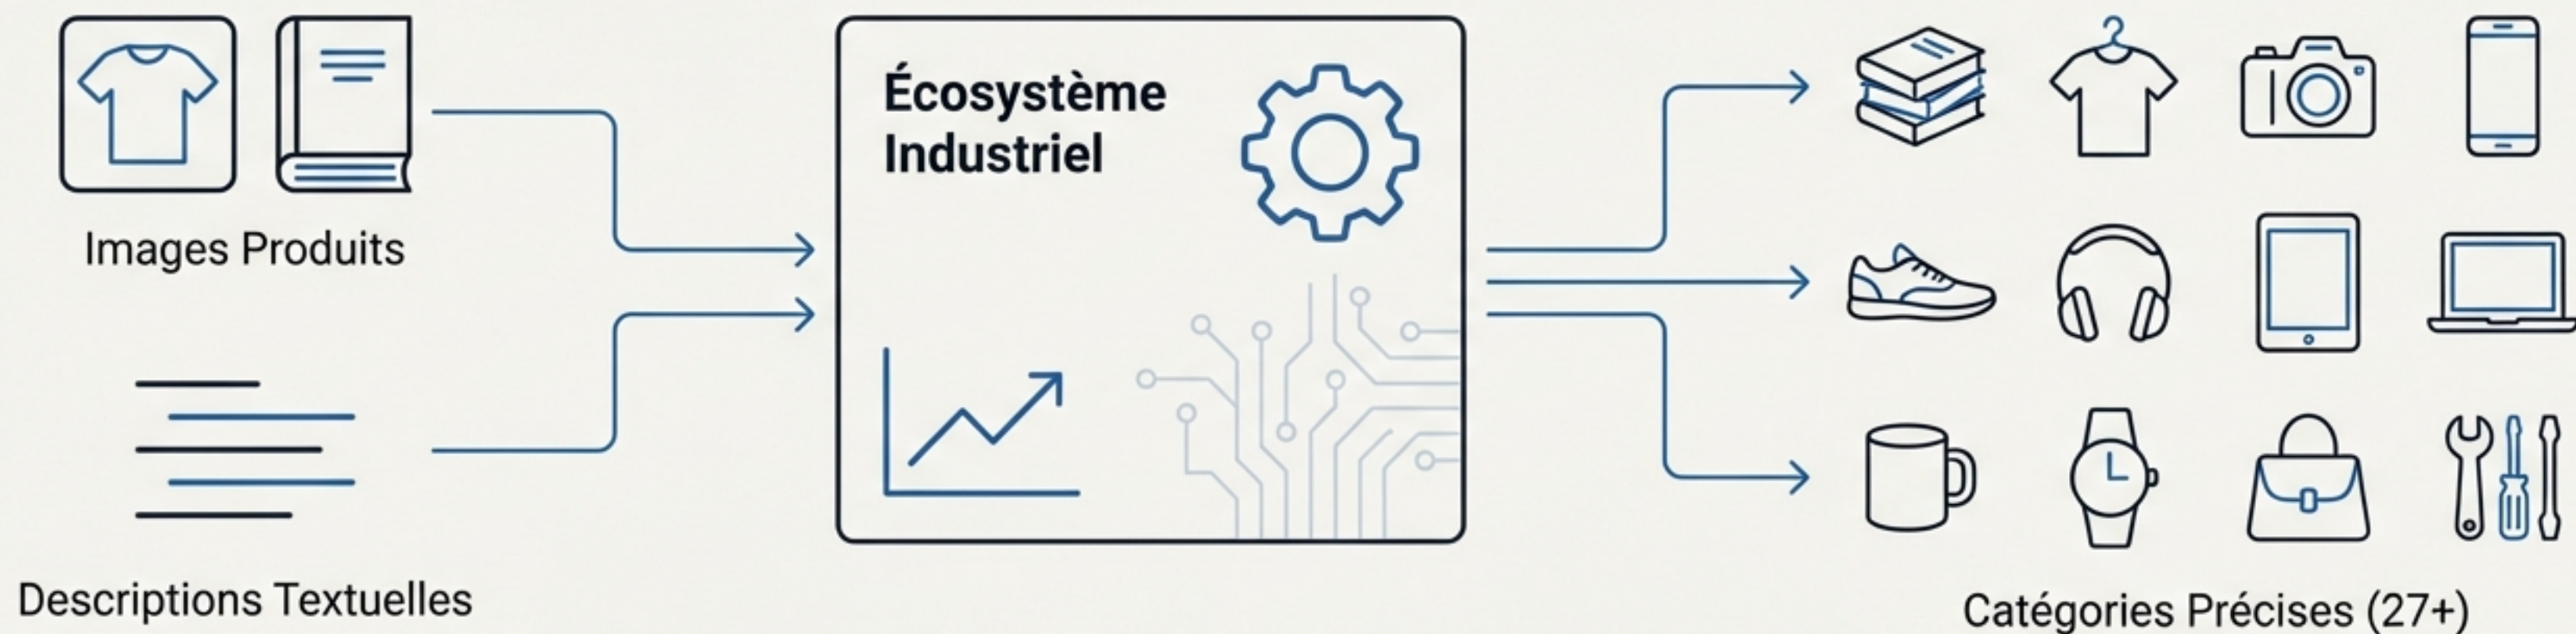 Images Produits
Descriptions Textuelles
Écosystème
Industriel
Catégories Précises (27+)